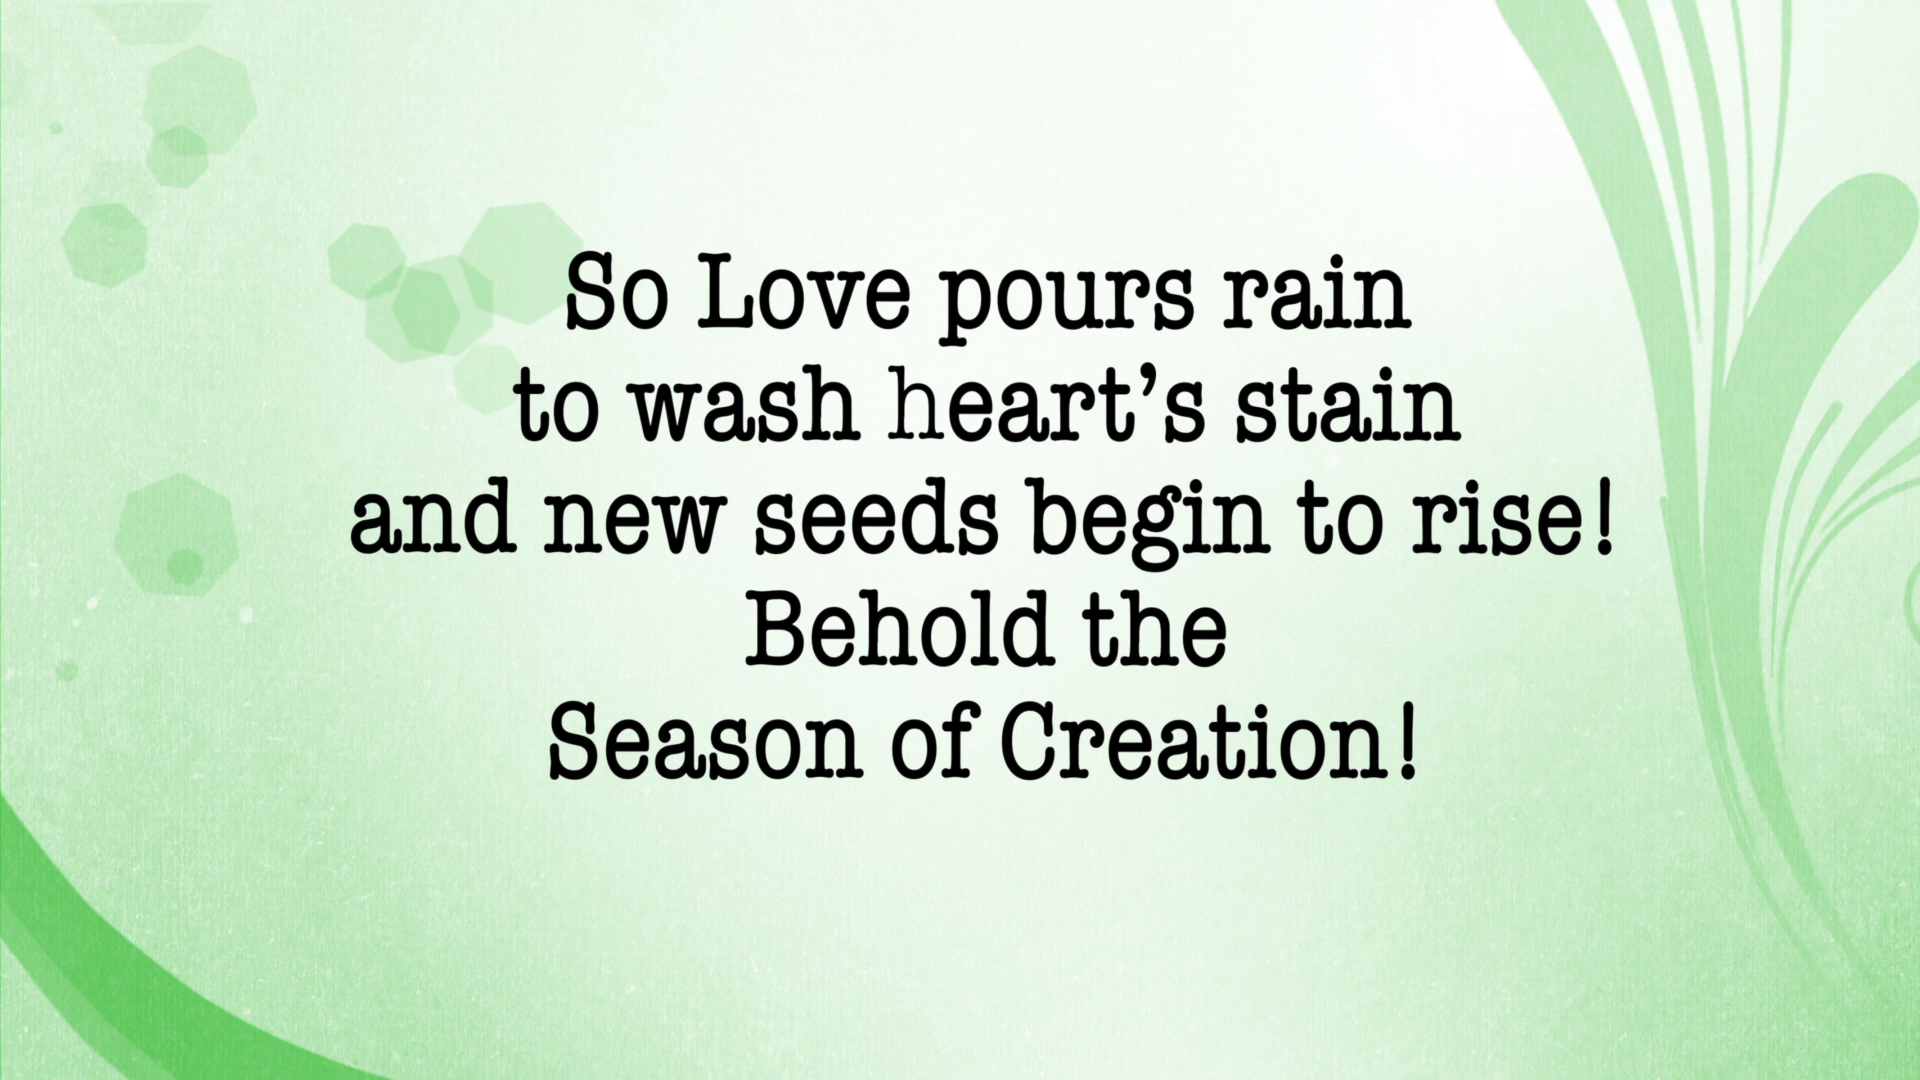 So Love pours rain
to wash heart’s stain
and new seeds begin to rise!
Behold the
Season of Creation!